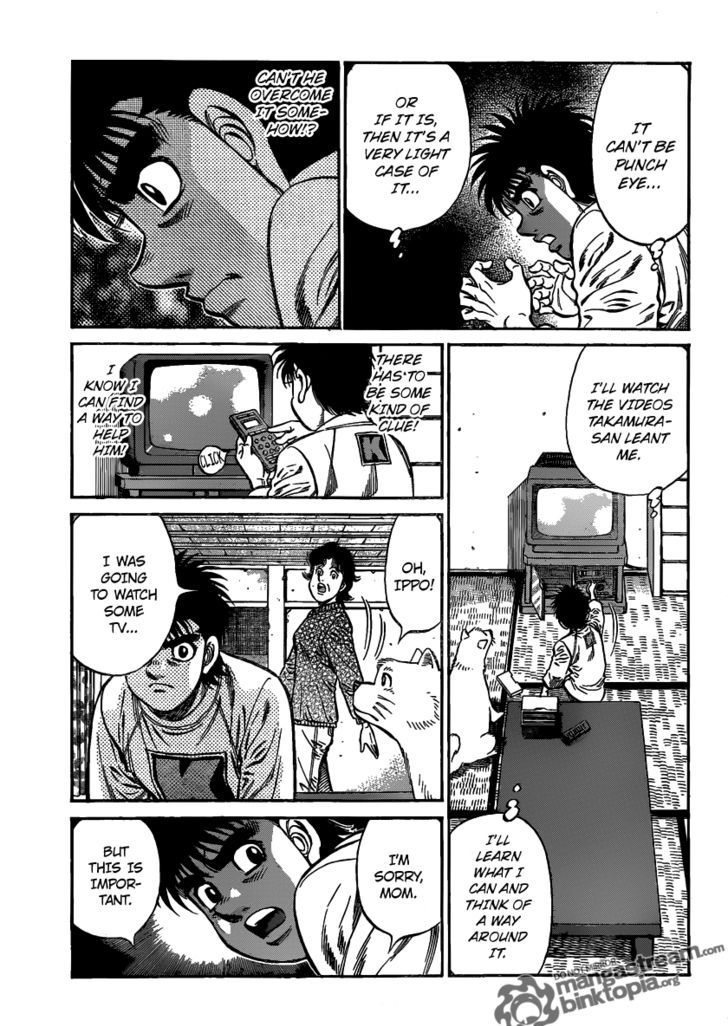 IT
CAN'T BE
PUNCH
EYE...
OR
IF IT IS,
THEN IT'S A
VERY LIGHT
CASE OF
IT...
CAN'T HE
OVERCOME
IT SOME-
HOW!?
I'LL WATCH
THE VIDEOS
TAKAMURA-
SAN LEANT
ME.
I'LL
LEARN
WHAT I
CAN AND
THINK OF
A WAY
AROUND
IT.
THERE
HAS TO
BE SOME
KIND OF
CLUE!
I
KNOW I
CAN FIND
A WAY TO
HELP
HIM!
CLICK
K
OH,
IPPO!
I WAS
GOING
TO WATCH
SOME
TV...
I'M
SORRY,
MOM.
BUT
THIS IS
IMPOR-
TANT.
DO NOT MIRROR
mangastream.com
binktopia.org